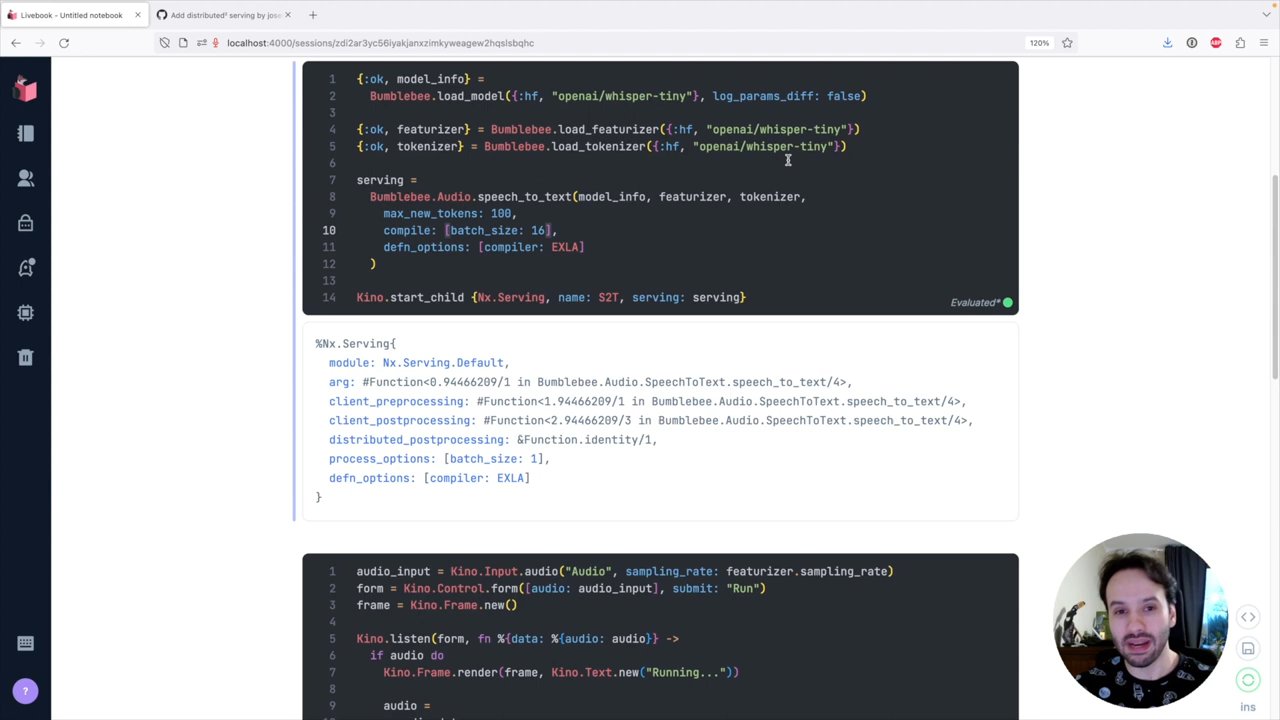 Livebook - Untitled notebook
Add distributed² serving by jose
localhost:4000/sessions/zdi2ar3yc56iyakjanxzimkyweagew2hqslsbqhc
120%
ABP
1 {:ok, model_info} =
2 Bumblebee.load_model({:hf, "openai/whisper-tiny"}, log_params_diff: false)
3
4 {:ok, featurizer} = Bumblebee.load_featurizer({:hf, "openai/whisper-tiny"})
5 {:ok, tokenizer} = Bumblebee.load_tokenizer({:hf, "openai/whisper-tiny"})
6
7 serving =
8 Bumblebee.Audio.speech_to_text(model_info, featurizer, tokenizer,
9 max_new_tokens: 100,
10 compile: [batch_size: 16],
11 defn_options: [compiler: EXLA]
12 )
13
14 Kino.start_child {Nx.Serving, name: S2T, serving: serving}
Evaluated*
%Nx.Serving{
module: Nx.Serving.Default,
arg: #Function<0.94466209/1 in Bumblebee.Audio.SpeechToText.speech_to_text/4>,
client_preprocessing: #Function<1.94466209/1 in Bumblebee.Audio.SpeechToText.speech_to_text/4>,
client_postprocessing: #Function<2.94466209/3 in Bumblebee.Audio.SpeechToText.speech_to_text/4>,
distributed_postprocessing: &Function.identity/1,
process_options: [batch_size: 1],
defn_options: [compiler: EXLA]
}
1 audio_input = Kino.Input.audio("Audio", sampling_rate: featurizer.sampling_rate)
2 form = Kino.Control.form([audio: audio_input], submit: "Run")
3 frame = Kino.Frame.new()
4
5 Kino.listen(form, fn %{data: %{audio: audio}} ->
6 if audio do
7 Kino.Frame.render(frame, Kino.Text.new("Running..."))
8
9 audio =
?
ins